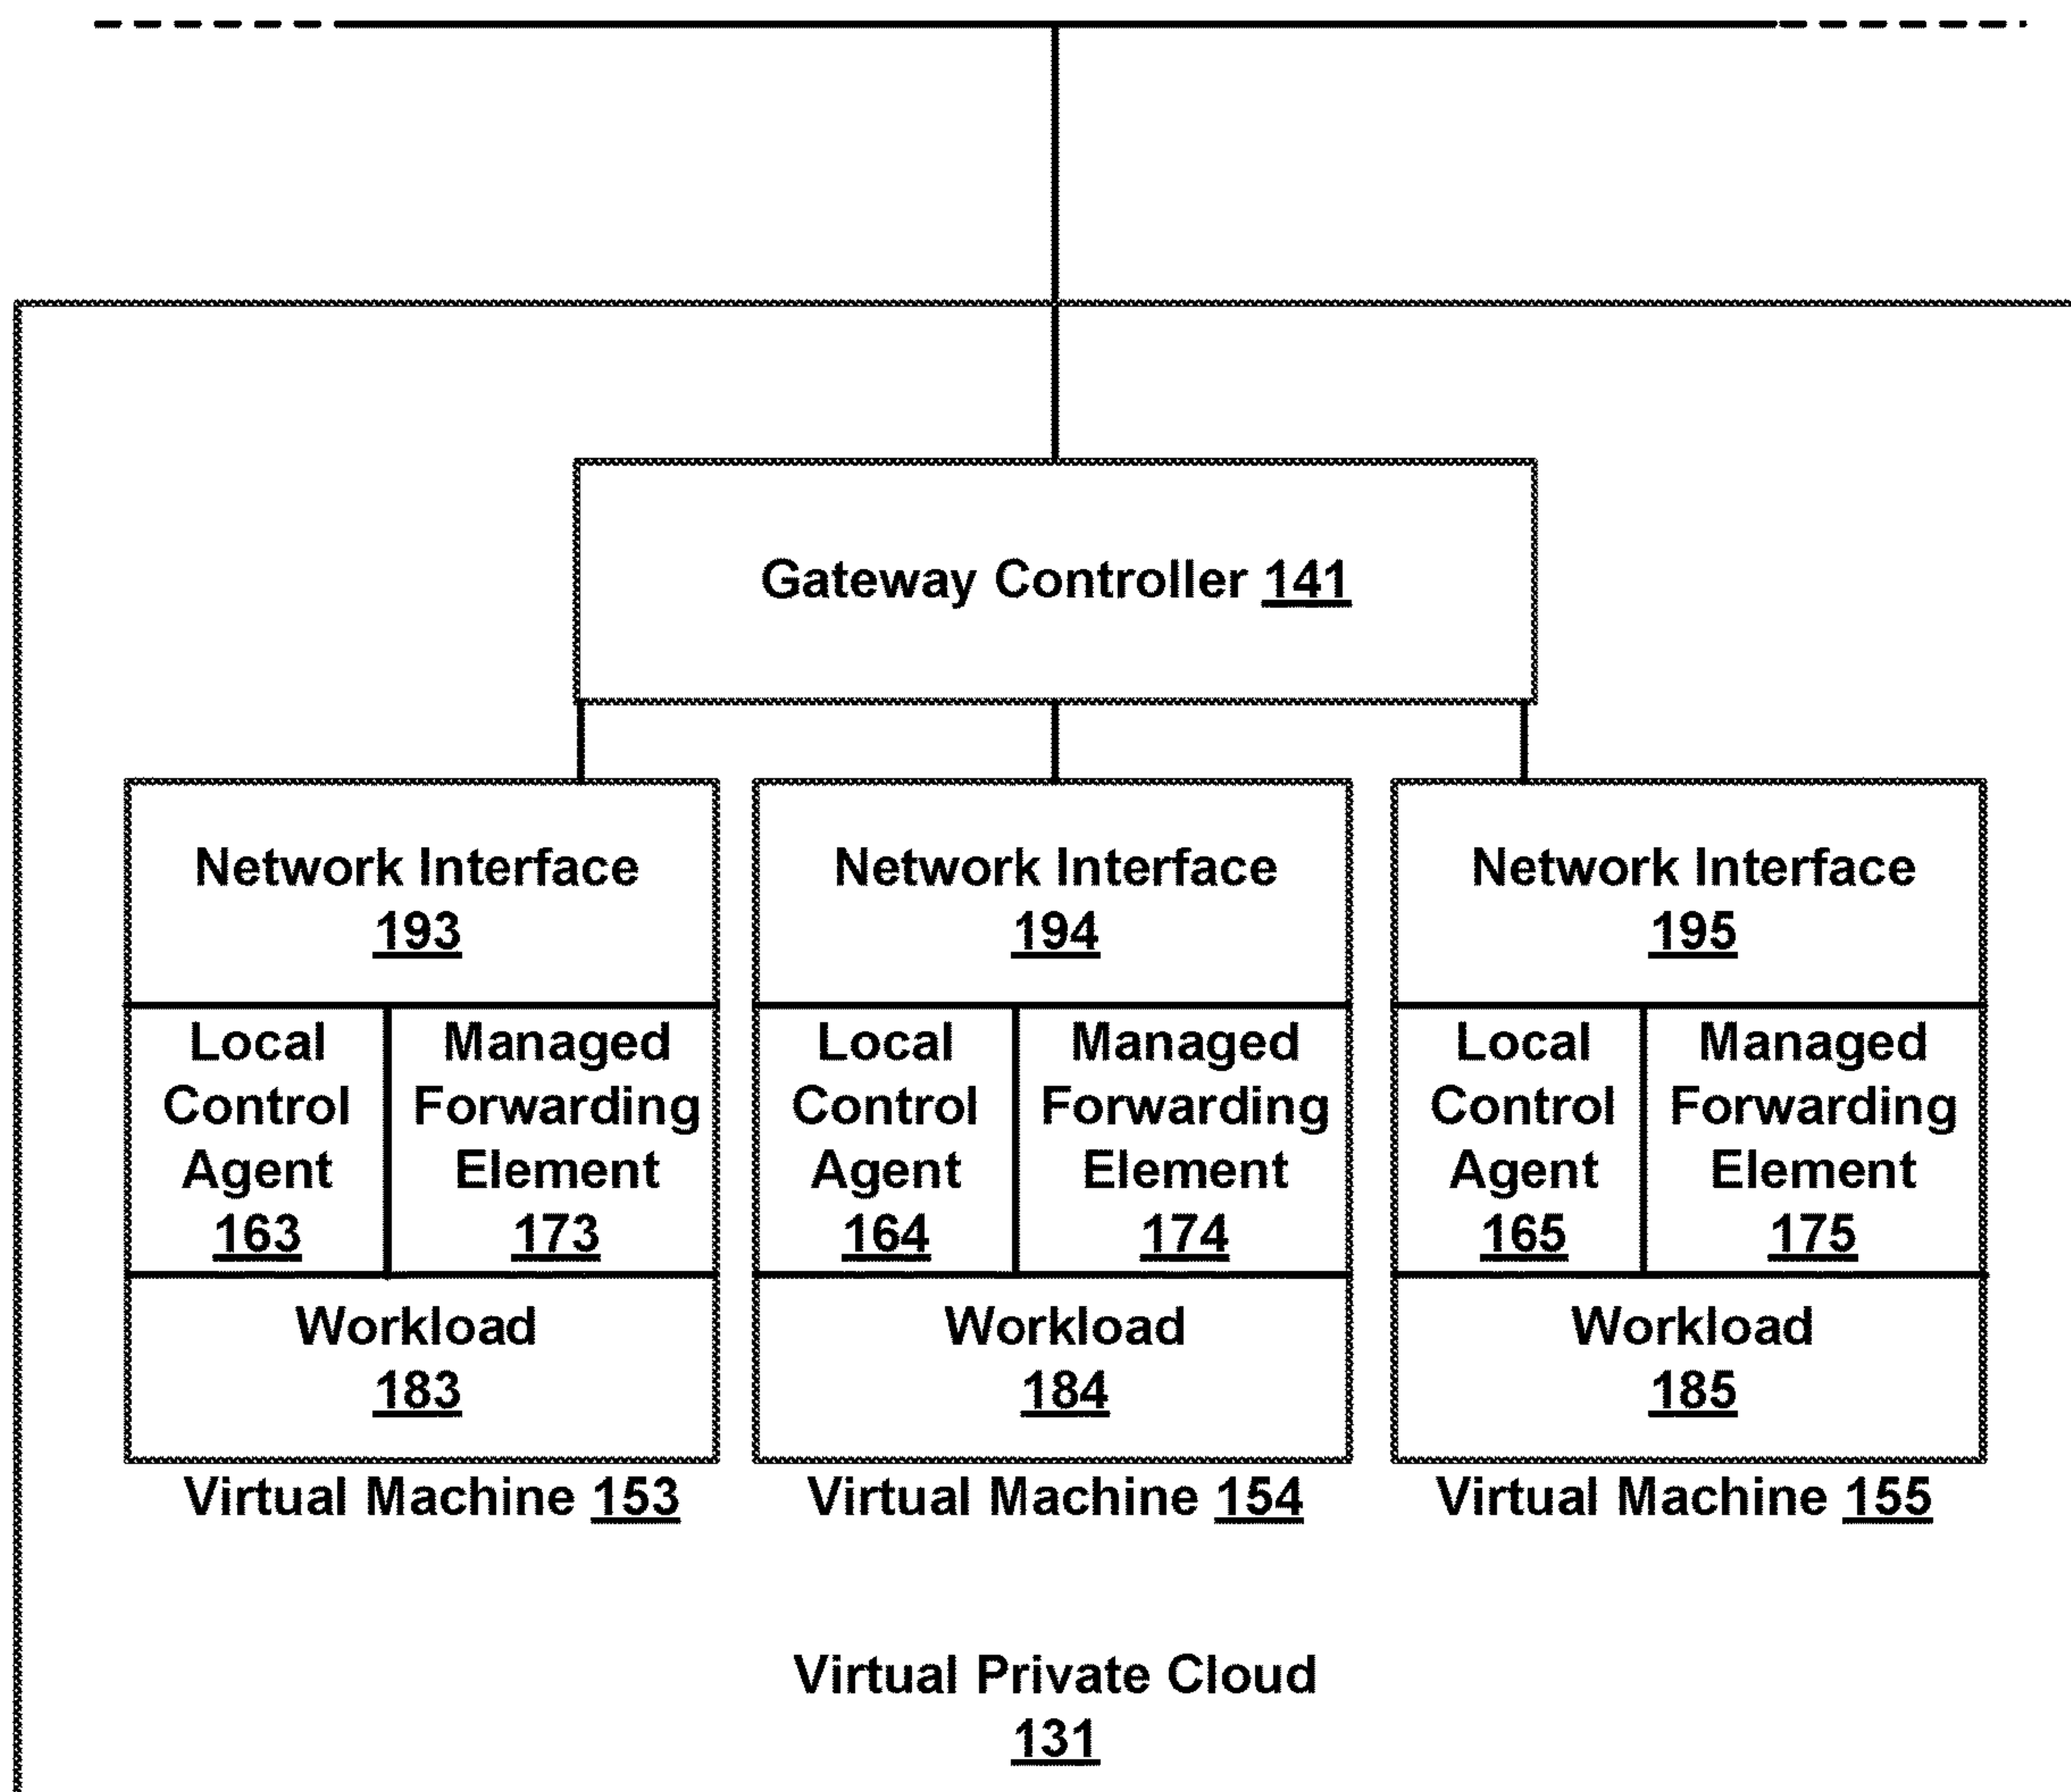 Gateway Controller 141
Network Interface
193
Local
Control
Agent
163
Managed
Forwarding
Element
173
Workload
183
Virtual Machine 153
Network Interface
194
Local
Control
Agent
164
Managed
Forwarding
Element
174
Workload
184
Virtual Machine 154
Network Interface
195
Local
Control
Agent
165
Managed
Forwarding
Element
175
Workload
185
Virtual Machine 155
Virtual Private Cloud
131